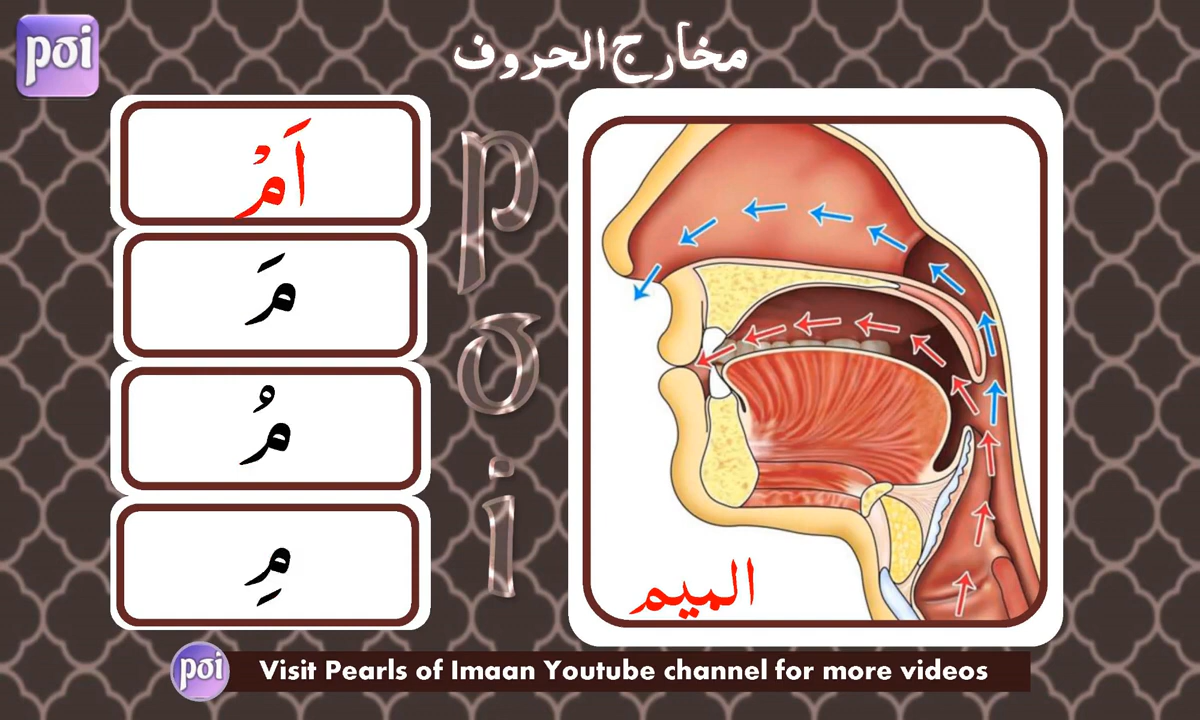 poi
مخارج الحروف
اَمْ
مَ
مُ
مِ
poi
الميم
poi Visit Pearls of Imaan Youtube channel for more videos